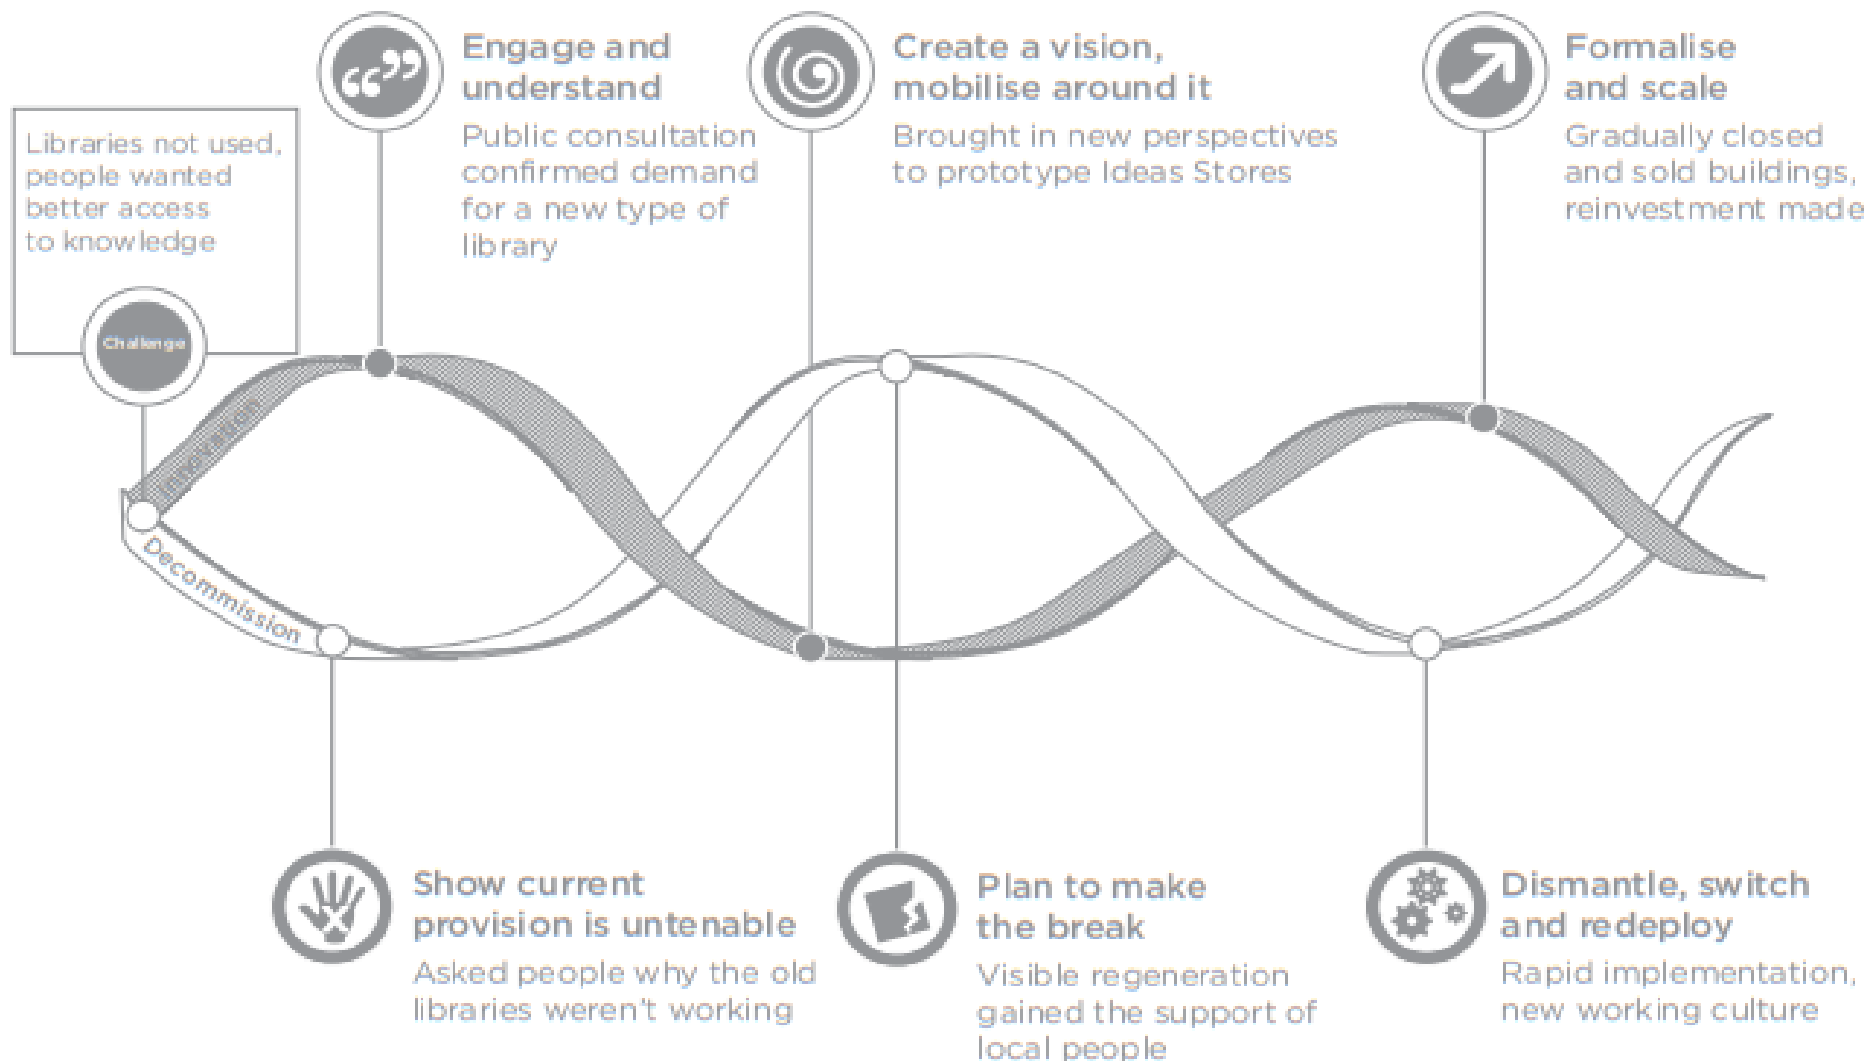 Engage and
understand
Public consultation
confirmed demand
for a new type of
library
Create a vision,
mobilise around it
Brought in new perspectives
to prototype Ideas Stores
Formalise
and scale
Gradually closed
and sold buildings,
reinvestment made
Libraries not used,
people wanted
better access
to knowledge
Challenge
Innovation
Decommission
Show current
provision is untenable
Asked people why the old
libraries weren't working
Plan to make
the break
Visible regeneration
gained the support of
local people
Dismantle, switch
and redeploy
Rapid implementation,
new working culture